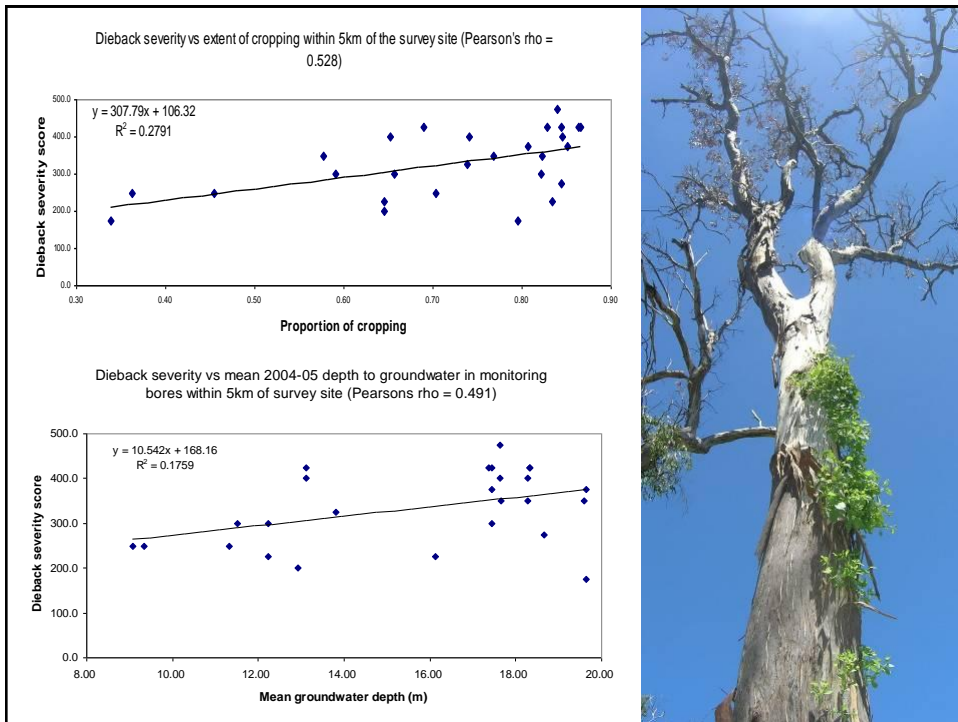 Dieback severity vs extent of cropping within 5km of the survey site (Pearson's rho =
0.528)
y = 307.79x + 106.32
R² = 0.2791
Dieback severity score
500.0
400.0
300.0
200.0
100.0
0.0
0.30 0.40 0.50 0.60 0.70 0.80 0.90
Proportion of cropping
Dieback severity vs mean 2004-05 depth to groundwater in monitoring
bores within 5km of survey site (Pearsons rho = 0.491)
y = 10.542x + 168.16
R² = 0.1759
Dieback severity score
500.0
400.0
300.0
200.0
100.0
0.0
8.00 10.00 12.00 14.00 16.00 18.00 20.00
Mean groundwater depth (m)